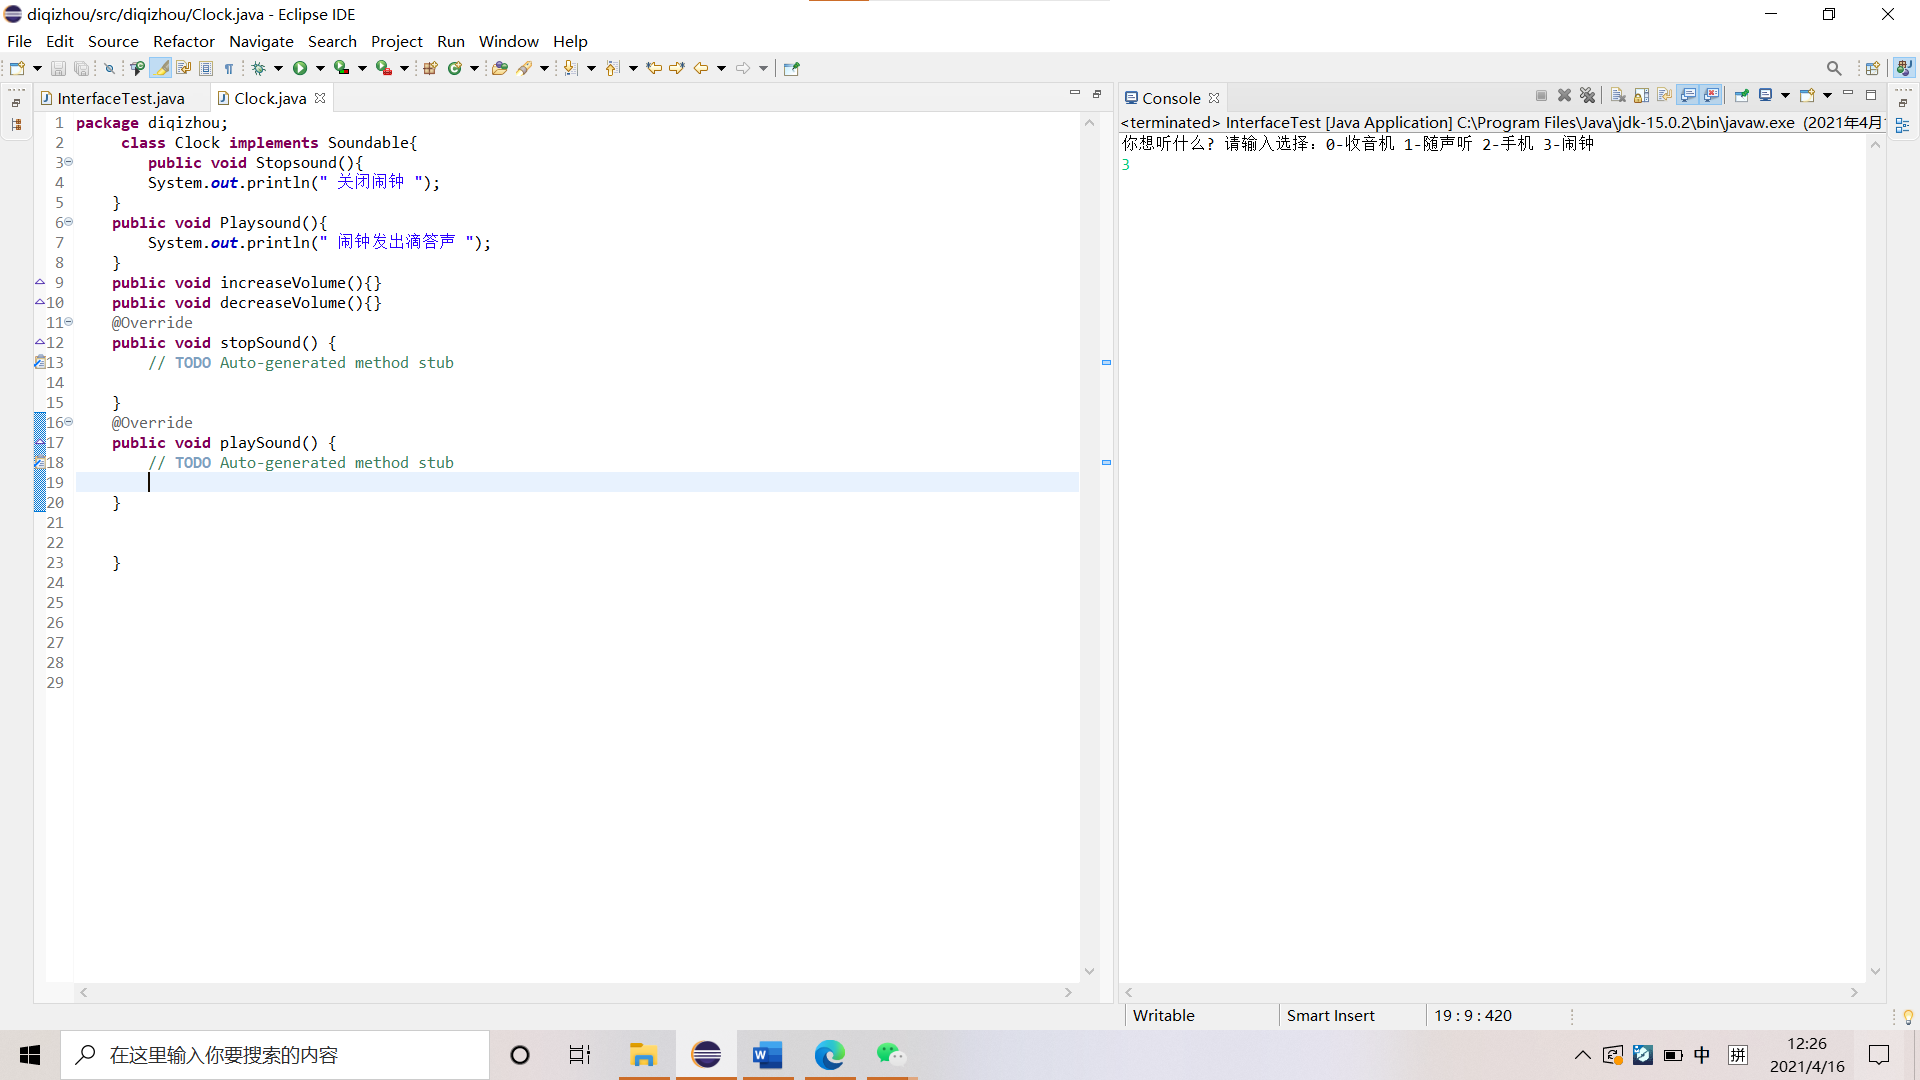 diqizhou/src/diqizhou/Clock.java - Eclipse IDE
File Edit Source Refactor Navigate Search Project Run Window Help
InterfaceTest.java
Clock.java
1 package diqizhou;
2 class Clock implements Soundable{
3 public void Stopsound(){
4 System.out.println(" 关闭闹钟 ");
5 }
6 public void Playsound(){
7 System.out.println(" 闹钟发出滴答声 ");
8 }
9 public void increaseVolume(){}
10 public void decreaseVolume(){}
11 @Override
12 public void stopSound() {
13 // TODO Auto-generated method stub
14
15 }
16 @Override
17 public void playSound() {
18 // TODO Auto-generated method stub
19
20 }
21
22
23 }
24
25
26
27
28
29
Console
<terminated> InterfaceTest [Java Application] C:\Program Files\Java\jdk-15.0.2\bin\javaw.exe (2021年4月
你想听什么? 请输入选择: 0-收音机 1-随声听 2-手机 3-闹钟
3
Writable Smart Insert 19 : 9 : 420
在这里输入你要搜索的内容
中 拼
12:26
2021/4/16